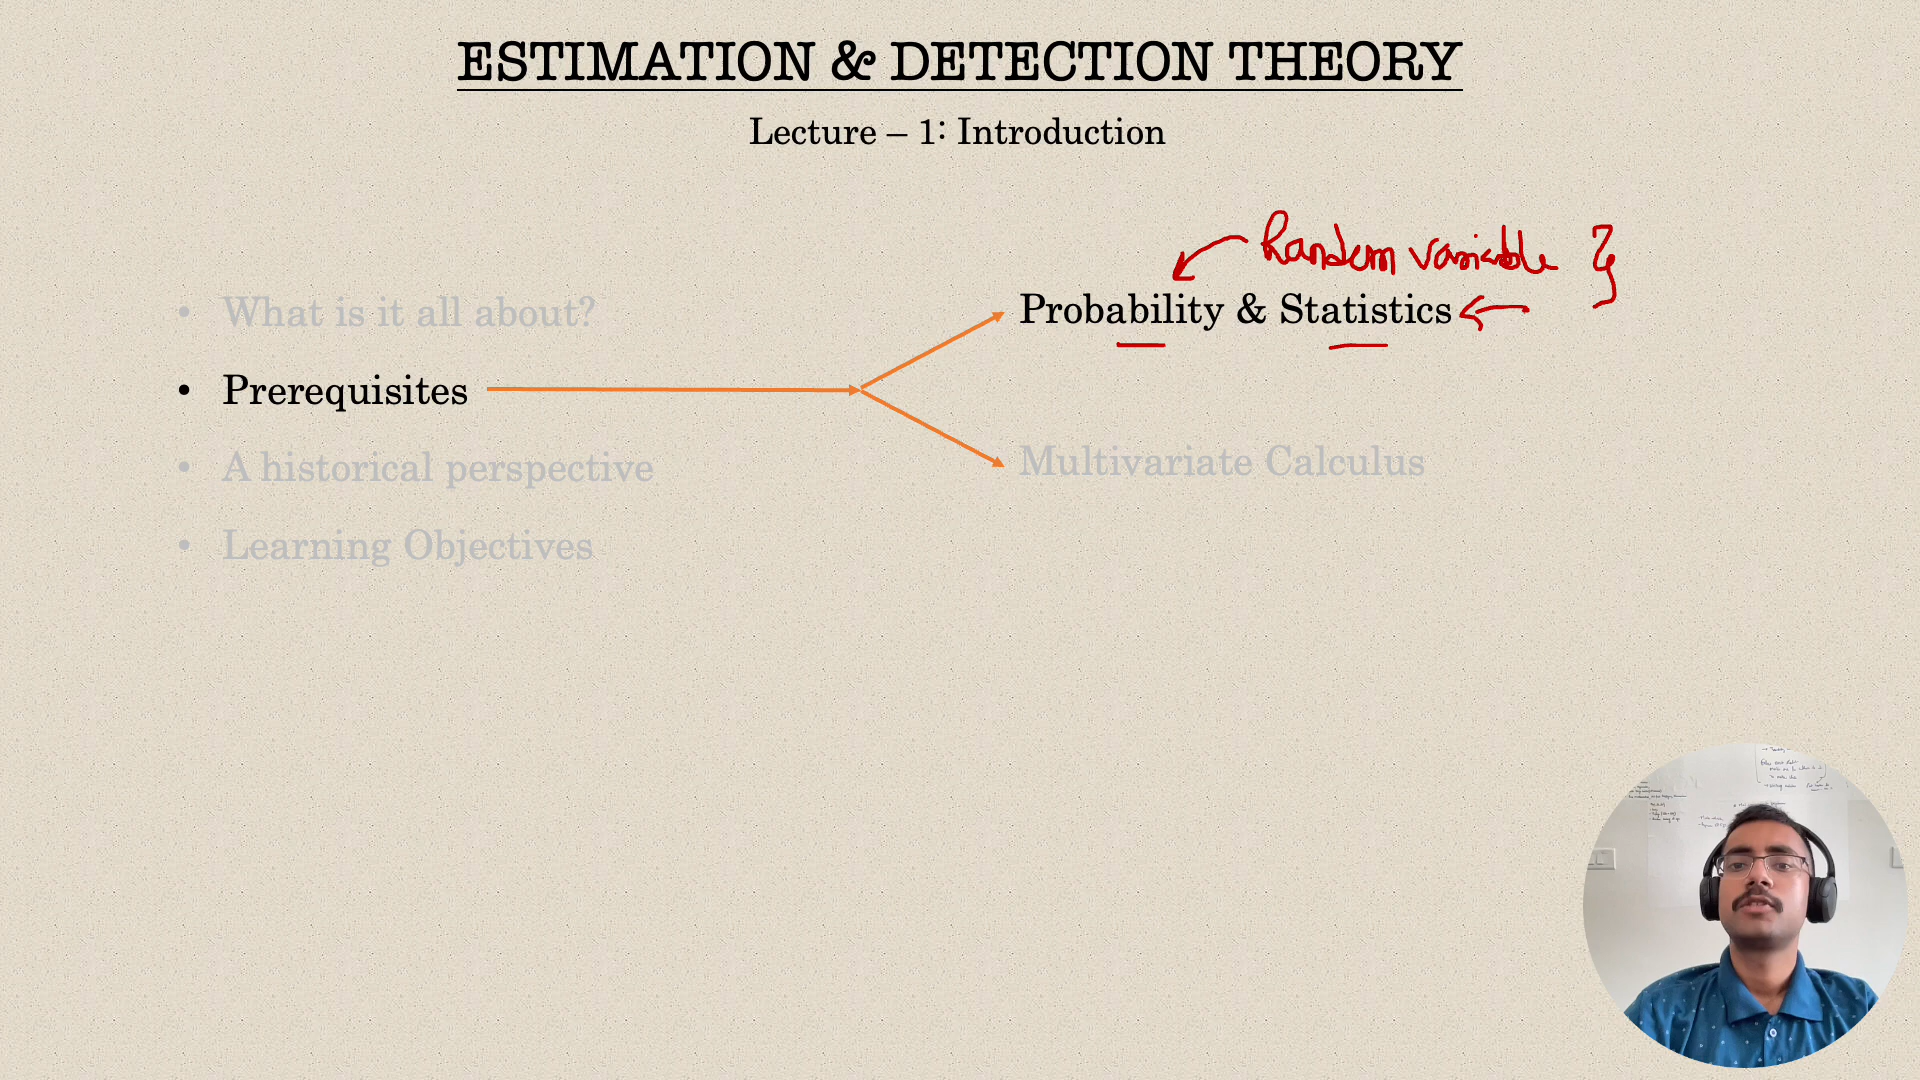 ESTIMATION & DETECTION THEORY
Lecture – 1: Introduction
Random variable
• What is it all about?
Probability & Statistics
• Prerequisites
• A historical perspective
Multivariate Calculus
• Learning Objectives